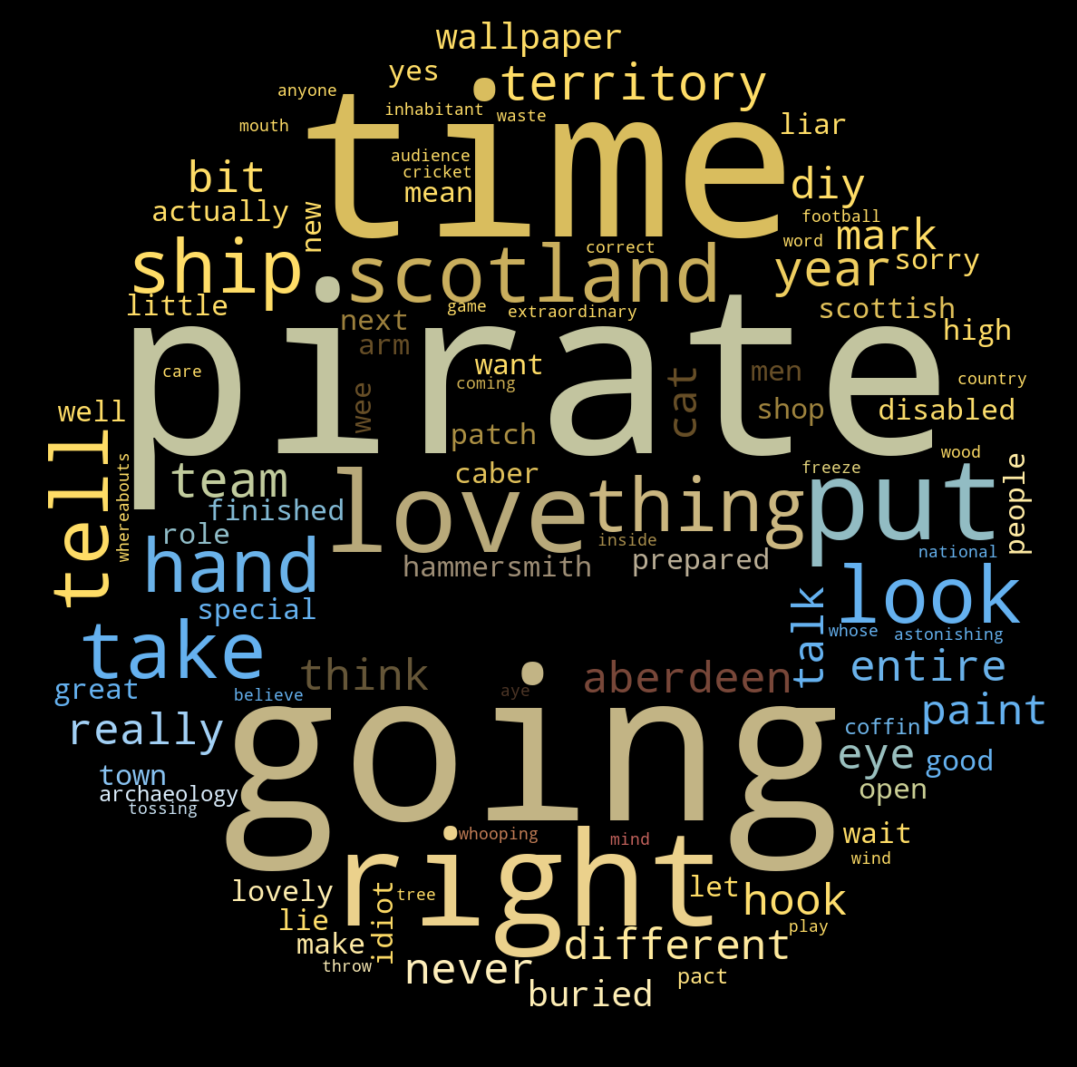 wallpaper
yes
territory
anyone
inhabitant
waste
time
mouth
liar
audience
cricket
bit
mean
diy
actually
new
football
word
mark
correct
ship
scotland
year
sorry
little
game
extraordinary
scottish
next
high
arm
pirate
want
care
coming
men
country
wee
cat
well
shop
disabled
patch
tell
whereabouts
team
caber
freeze
wood
love
thing
put
people
finished
role
inside
national
hand
hammersmith
prepared
look
special
talk
whose
astonishing
take
think
aye
aberdeen
entire
great
believe
going
paint
really
coffin
eye
good
town
archaeology
open
tossing
whooping
mind
wait
right
wind
lovely
tree
let
hook
lie
idiot
play
make
different
throw
never
pact
buried